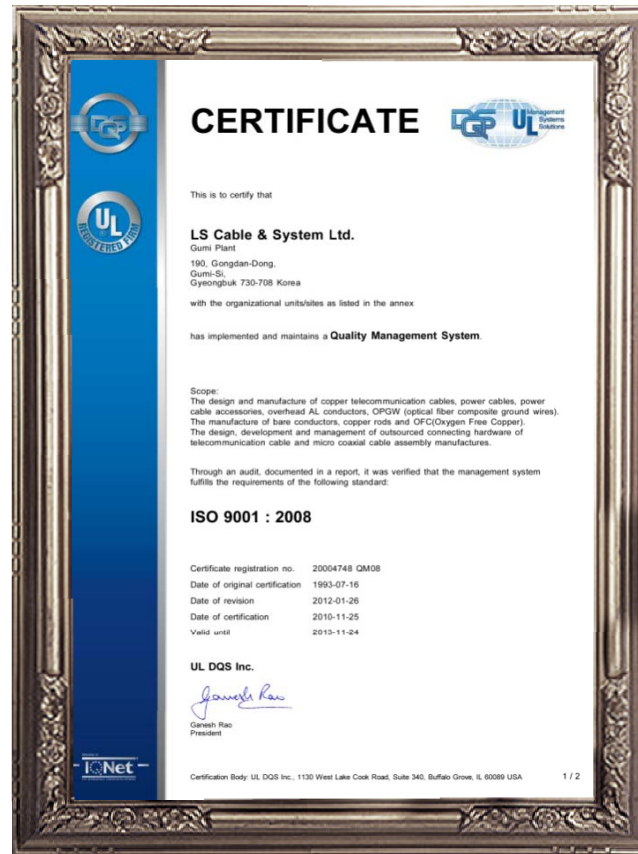 DQS
CERTIFICATE
DQS
UL
Management
Systems
Solutions
UL
REGISTERED FIRM
This is to certify that
LS Cable & System Ltd.
Gumi Plant
190, Gongdan-Dong,
Gumi-Si,
Gyeongbuk 730-708 Korea
with the organizational units/sites as listed in the annex
has implemented and maintains a Quality Management System.
Scope:
The design and manufacture of copper telecommunication cables, power cables, power
cable accessories, overhead AL conductors, OPGW (optical fiber composite ground wires).
The manufacture of bare conductors, copper rods and OFC(Oxygen Free Copper).
The design, development and management of outsourced connecting hardware of
telecommunication cable and micro coaxial cable assembly manufactures.
Through an audit, documented in a report, it was verified that the management system
fulfills the requirements of the following standard:
ISO 9001 : 2008
Certificate registration no. 20004748 QM08
Date of original certification 1993-07-16
Date of revision 2012-01-26
Date of certification 2010-11-25
Valid until 2013-11-24
UL DQS Inc.
Ganesh Rao
Ganesh Rao
President
IQNet
Certification Body: UL DQS Inc., 1130 West Lake Cook Road, Suite 340, Buffalo Grove, IL 60089 USA
1 / 2